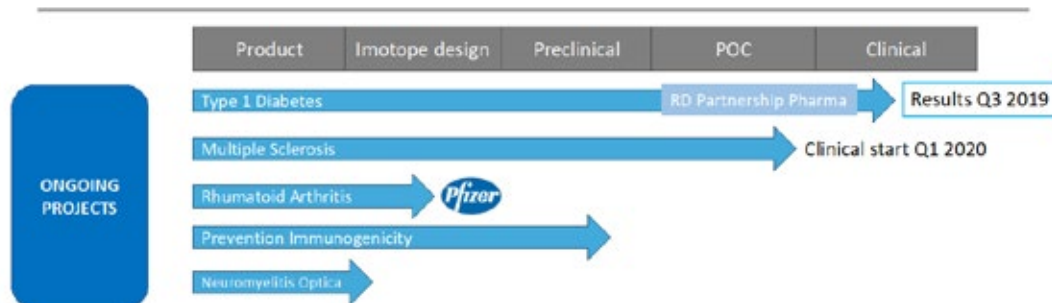 Product Imotope design Preclinical POC Clinical
Type 1 Diabetes RD Partnership Pharma Results Q3 2019
Multiple Sclerosis Clinical start Q1 2020
ONGOING
PROJECTS
Rhumatoid Arthritis Pfizer
Prevention Immunogenicity
Neuromyelitis Optica